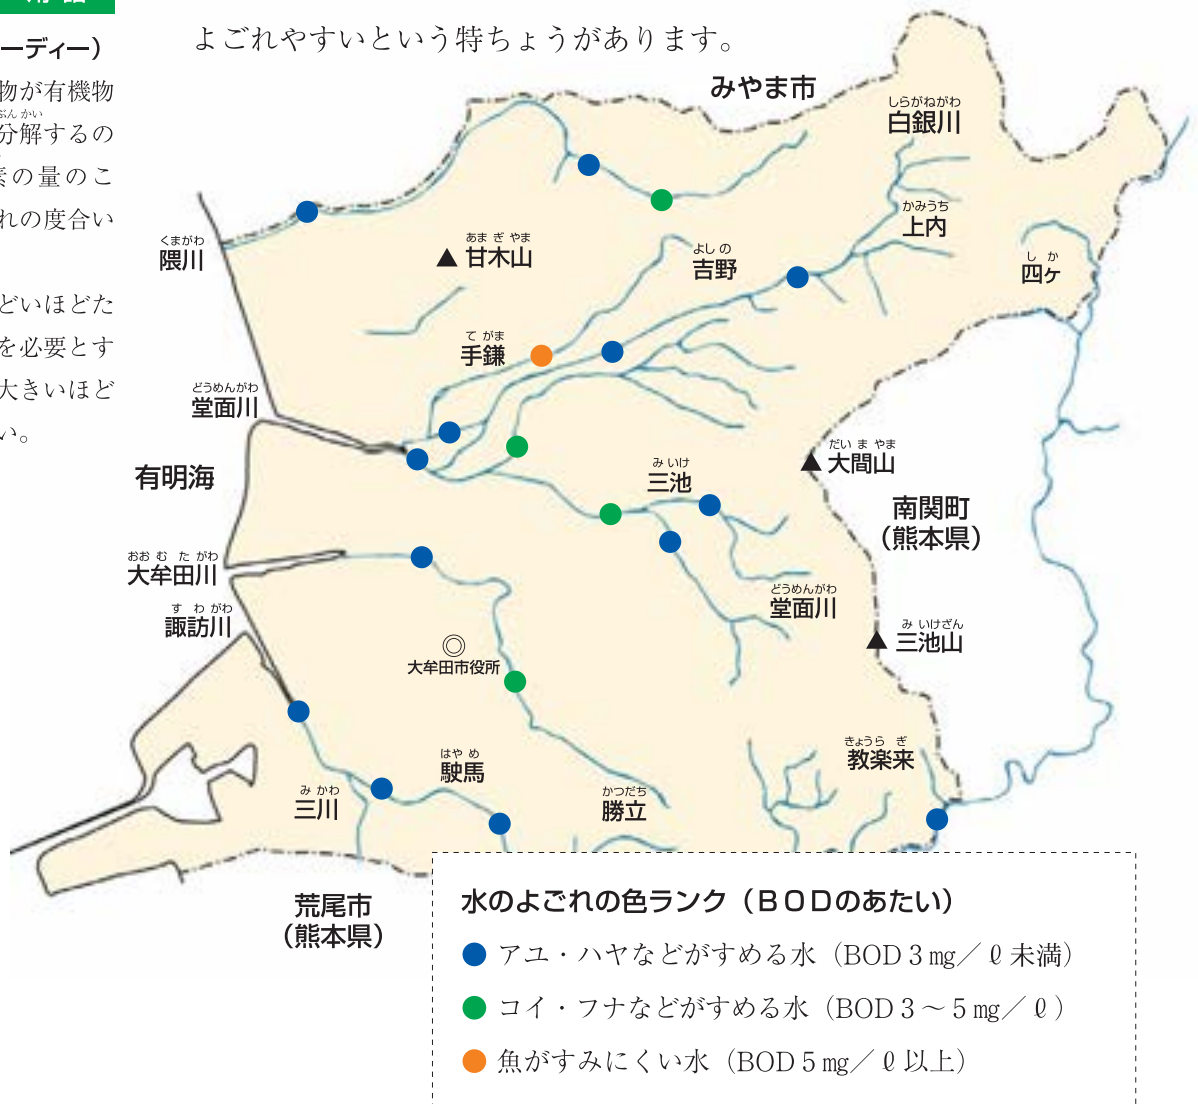 ーディー）
物が有機物
ぶんかい
分解するの
素の量のこ
れの度合い
どいほどた
を必要とす
大きいほど
い。
よごれやすいという特ちょうがあります。
みやま市
しらがねがわ
白銀川
かみうち
上内
しか
四ヶ
くまがわ
隈川
あまぎやま
甘木山
よしの
吉野
てがま
手鎌
どうめんがわ
堂面川
有明海
だいまやま
大間山
みいけ
三池
南関町
（熊本県）
おおむたがわ
大牟田川
すわがわ
諏訪川
どうめんがわ
堂面川
みいけざん
三池山
大牟田市役所
きょうらぎ
教楽来
はやめ
駛馬
みかわ
三川
かつだち
勝立
荒尾市
（熊本県）
水のよごれの色ランク（ＢＯＤのあたい）
アユ・ハヤなどがすめる水（BOD３㎎／ℓ未満）
コイ・フナなどがすめる水（BOD３～５㎎／ℓ）
魚がすみにくい水（BOD５㎎／ℓ以上）